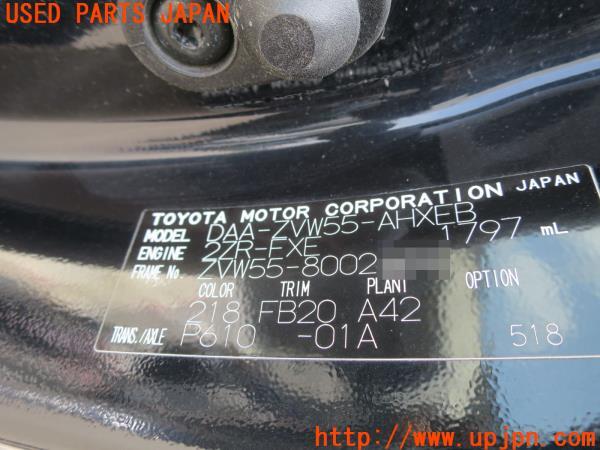 USED PARTS JAPAN
TOYOTA MOTOR CORPORATION JAPAN
MODEL DAA-ZVW55-AHXEB
ENGINE 2ZR-FXE 1797 mL
FRAME No. ZVW55-8002
COLOR TRIM PLANT OPTION
218 FB20 A42
TRANS./AXLE P610 -01A 518
http://www.upjpn.com/